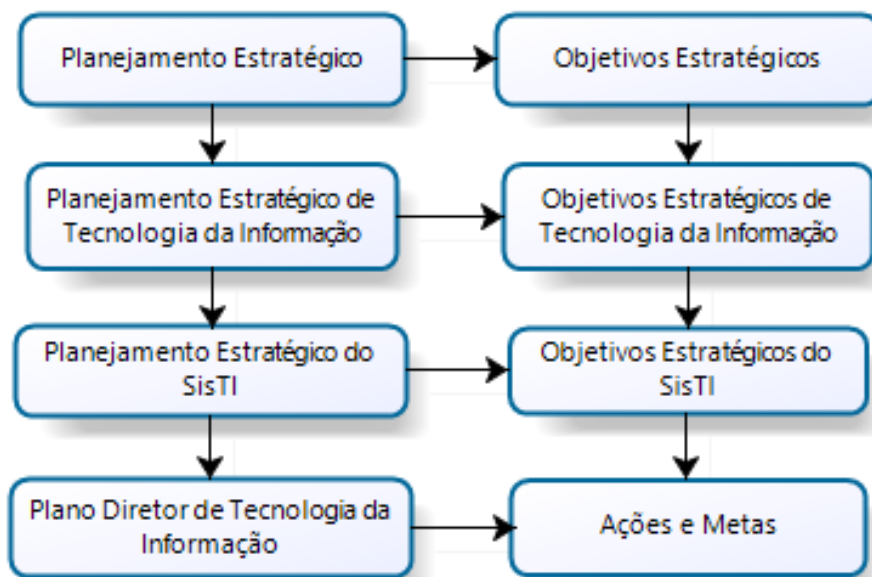 Planejamento Estratégico
Objetivos Estratégicos
Planejamento Estratégico de
Tecnologia da Informação
Objetivos Estratégicos de
Tecnologia da Informação
Planejamento Estratégico do
SisTI
Objetivos Estratégicos do
SisTI
Plano Diretor de Tecnologia da
Informação
Ações e Metas